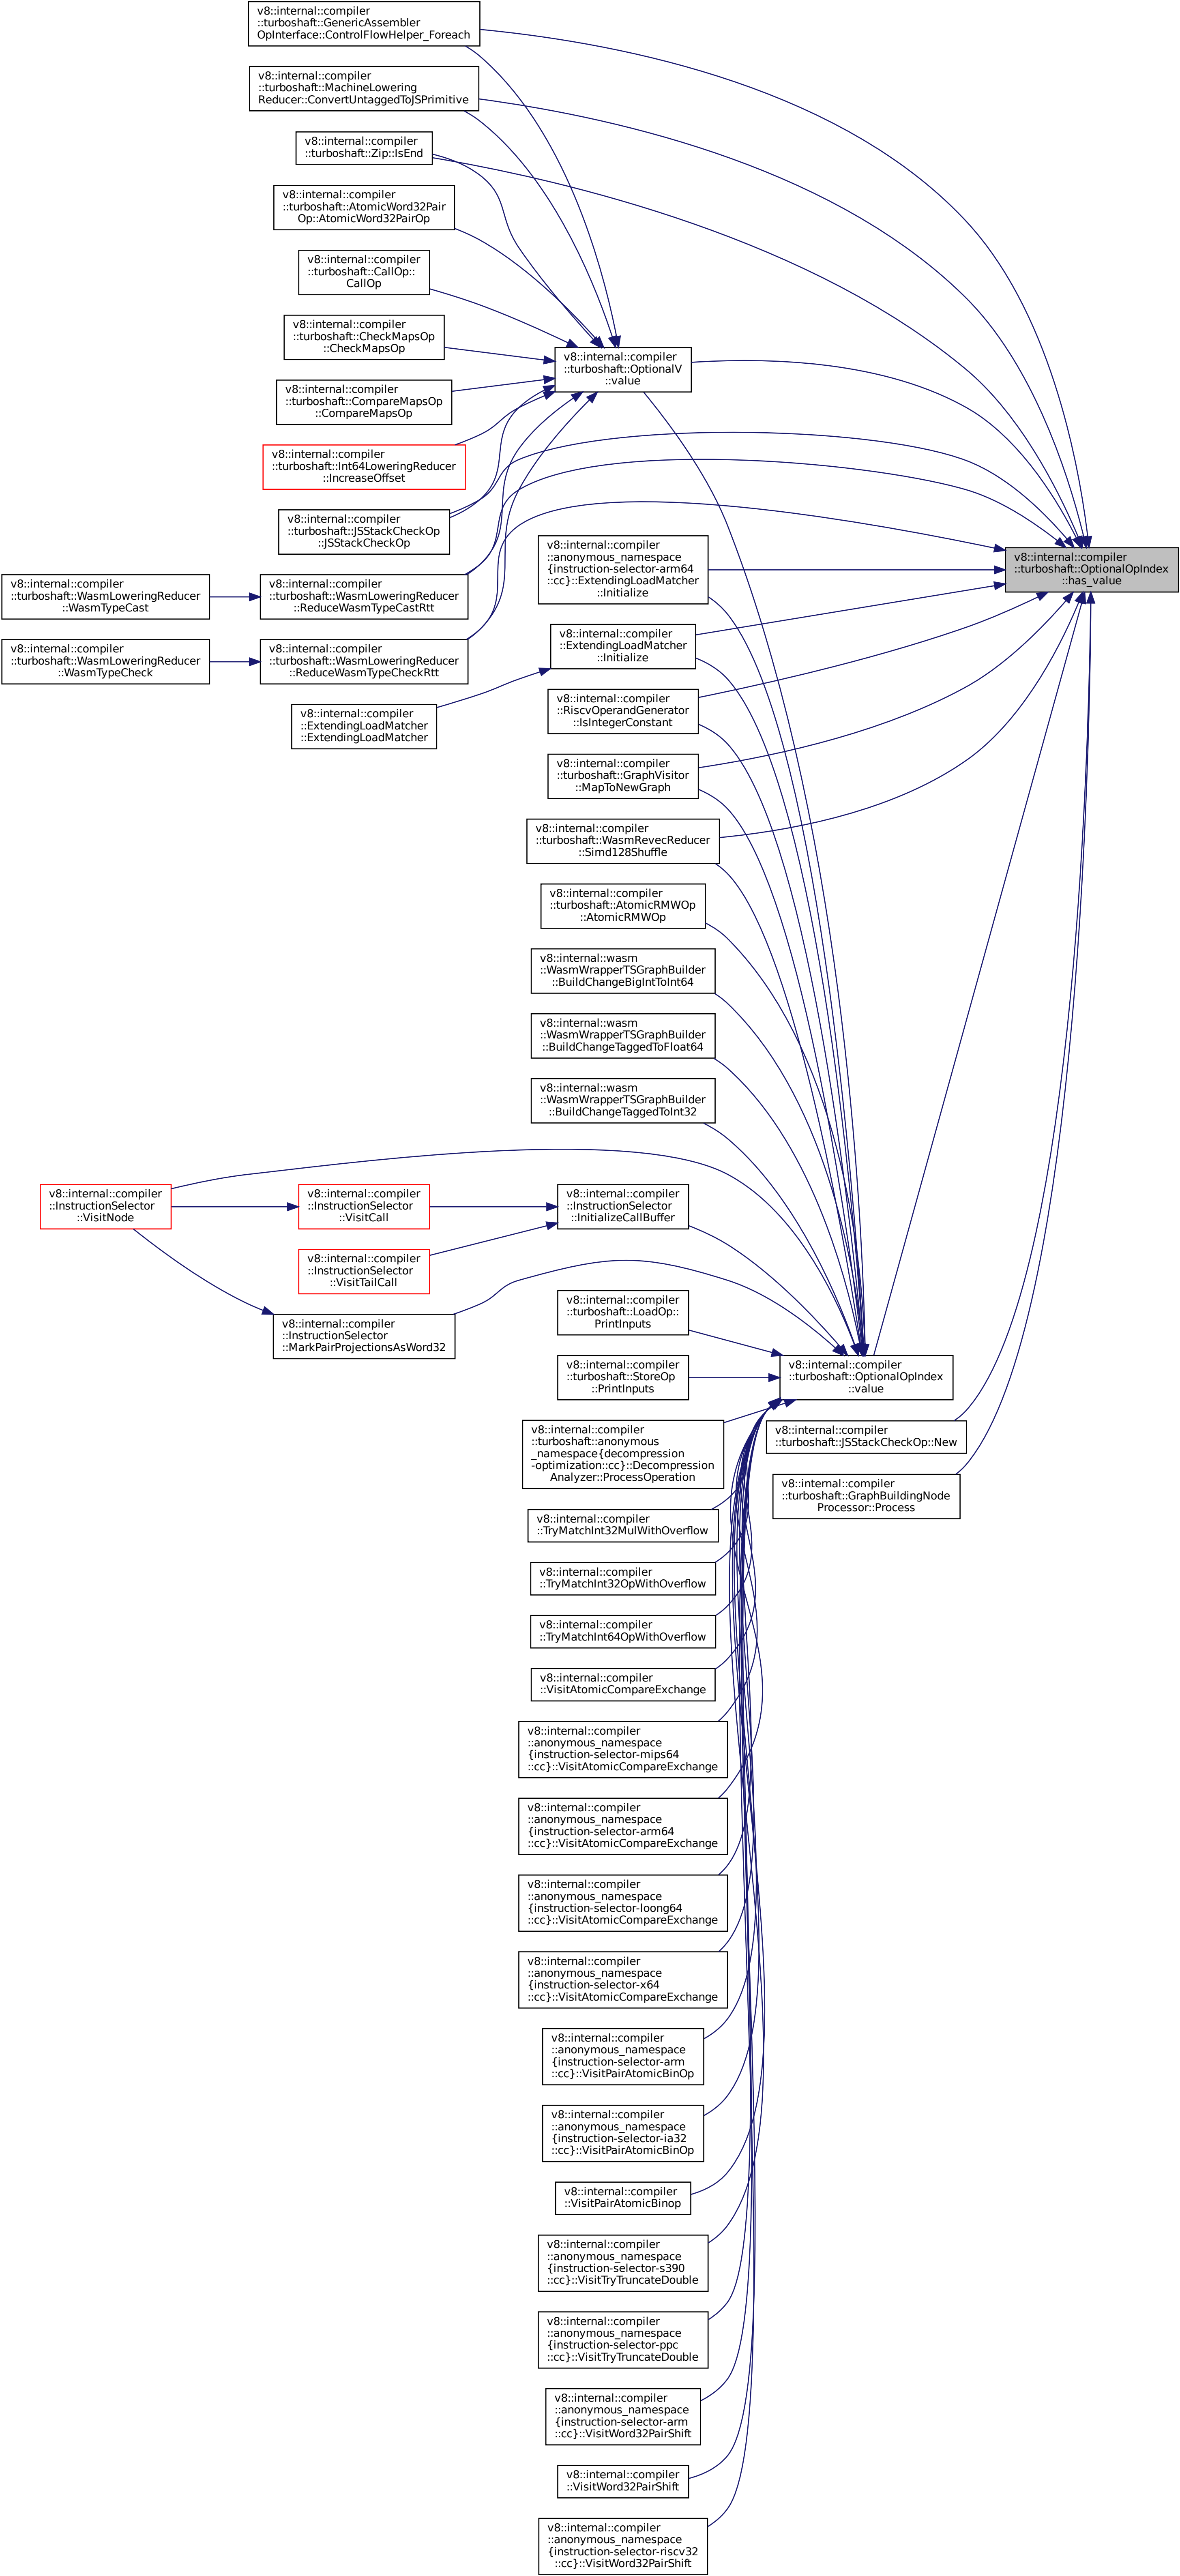 v8::internal::compiler
::turboshaft::GenericAssembler
OpInterface::ControlFlowHelper_Foreach
v8::internal::compiler
::turboshaft::MachineLowering
Reducer::ConvertUntaggedToJSPrimitive
v8::internal::compiler
::turboshaft::Zip::IsEnd
v8::internal::compiler
::turboshaft::AtomicWord32Pair
Op::AtomicWord32PairOp
v8::internal::compiler
::turboshaft::CallOp::
CallOp
v8::internal::compiler
::turboshaft::CheckMapsOp
::CheckMapsOp
v8::internal::compiler
::turboshaft::OptionalV
::value
v8::internal::compiler
::turboshaft::CompareMapsOp
::CompareMapsOp
v8::internal::compiler
::turboshaft::Int64LoweringReducer
::IncreaseOffset
v8::internal::compiler
::turboshaft::JSStackCheckOp
::JSStackCheckOp
v8::internal::compiler
::anonymous_namespace
{instruction-selector-arm64
::cc}::ExtendingLoadMatcher
::Initialize
v8::internal::compiler
::turboshaft::OptionalOpIndex
::has_value
v8::internal::compiler
::turboshaft::WasmLoweringReducer
::WasmTypeCast
v8::internal::compiler
::turboshaft::WasmLoweringReducer
::ReduceWasmTypeCastRtt
v8::internal::compiler
::turboshaft::WasmLoweringReducer
::WasmTypeCheck
v8::internal::compiler
::turboshaft::WasmLoweringReducer
::ReduceWasmTypeCheckRtt
v8::internal::compiler
::ExtendingLoadMatcher
::Initialize
v8::internal::compiler
::ExtendingLoadMatcher
::ExtendingLoadMatcher
v8::internal::compiler
::RiscvOperandGenerator
::IsIntegerConstant
v8::internal::compiler
::turboshaft::GraphVisitor
::MapToNewGraph
v8::internal::compiler
::turboshaft::WasmRevecReducer
::Simd128Shuffle
v8::internal::compiler
::turboshaft::AtomicRMWOp
::AtomicRMWOp
v8::internal::wasm
::WasmWrapperTSGraphBuilder
::BuildChangeBigIntToInt64
v8::internal::wasm
::WasmWrapperTSGraphBuilder
::BuildChangeTaggedToFloat64
v8::internal::wasm
::WasmWrapperTSGraphBuilder
::BuildChangeTaggedToInt32
v8::internal::compiler
::InstructionSelector
::VisitNode
v8::internal::compiler
::InstructionSelector
::VisitCall
v8::internal::compiler
::InstructionSelector
::InitializeCallBuffer
v8::internal::compiler
::InstructionSelector
::VisitTailCall
v8::internal::compiler
::InstructionSelector
::MarkPairProjectionsAsWord32
v8::internal::compiler
::turboshaft::LoadOp::
PrintInputs
v8::internal::compiler
::turboshaft::StoreOp
::PrintInputs
v8::internal::compiler
::turboshaft::OptionalOpIndex
::value
v8::internal::compiler
::turboshaft::anonymous
_namespace{decompression
-optimization::cc}::Decompression
Analyzer::ProcessOperation
v8::internal::compiler
::turboshaft::JSStackCheckOp::New
v8::internal::compiler
::turboshaft::GraphBuildingNode
Processor::Process
v8::internal::compiler
::TryMatchInt32MulWithOverflow
v8::internal::compiler
::TryMatchInt32OpWithOverflow
v8::internal::compiler
::TryMatchInt64OpWithOverflow
v8::internal::compiler
::VisitAtomicCompareExchange
v8::internal::compiler
::anonymous_namespace
{instruction-selector-mips64
::cc}::VisitAtomicCompareExchange
v8::internal::compiler
::anonymous_namespace
{instruction-selector-arm64
::cc}::VisitAtomicCompareExchange
v8::internal::compiler
::anonymous_namespace
{instruction-selector-loong64
::cc}::VisitAtomicCompareExchange
v8::internal::compiler
::anonymous_namespace
{instruction-selector-x64
::cc}::VisitAtomicCompareExchange
v8::internal::compiler
::anonymous_namespace
{instruction-selector-arm
::cc}::VisitPairAtomicBinOp
v8::internal::compiler
::anonymous_namespace
{instruction-selector-ia32
::cc}::VisitPairAtomicBinOp
v8::internal::compiler
::VisitPairAtomicBinop
v8::internal::compiler
::anonymous_namespace
{instruction-selector-s390
::cc}::VisitTryTruncateDouble
v8::internal::compiler
::anonymous_namespace
{instruction-selector-ppc
::cc}::VisitTryTruncateDouble
v8::internal::compiler
::anonymous_namespace
{instruction-selector-arm
::cc}::VisitWord32PairShift
v8::internal::compiler
::VisitWord32PairShift
v8::internal::compiler
::anonymous_namespace
{instruction-selector-riscv32
::cc}::VisitWord32PairShift